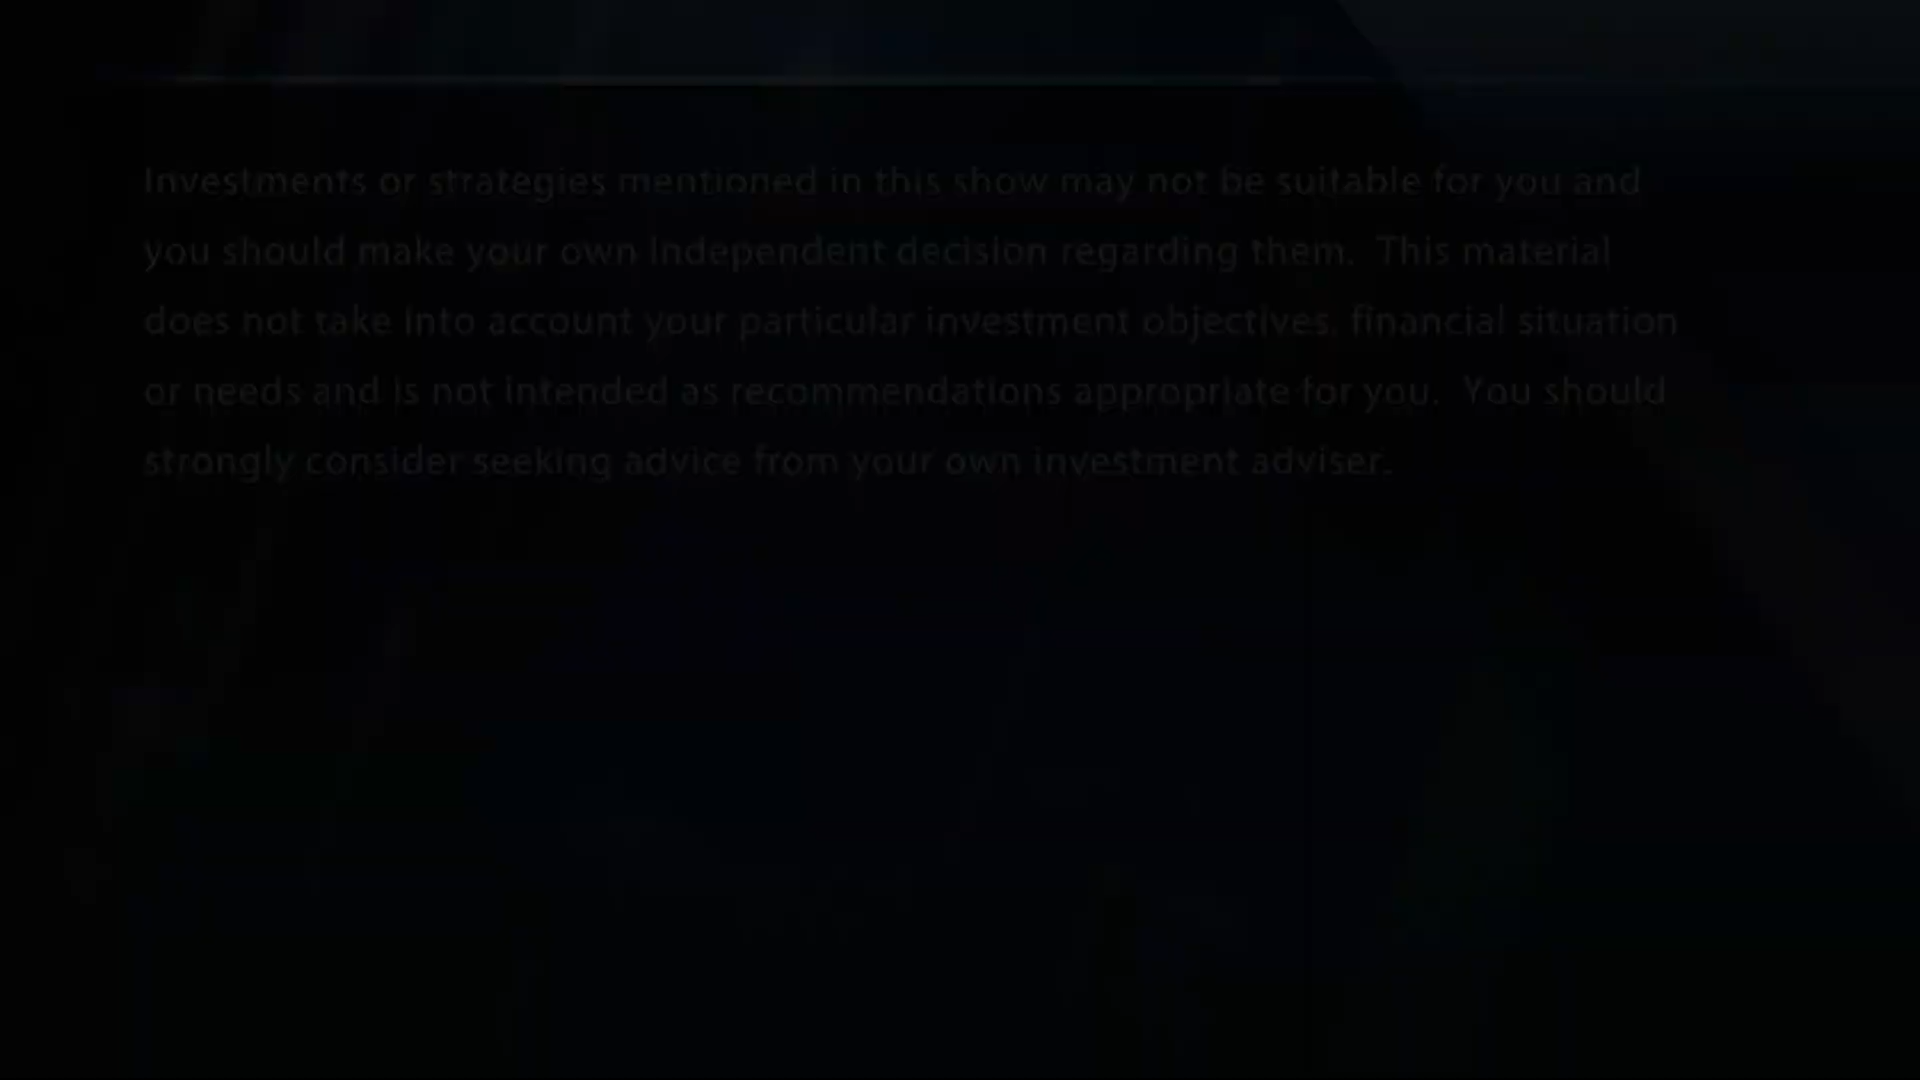 Investments or strategies mentioned in this show may not be suitable for you and
you should make your own independent decision regarding them.  This material
does not take into account your particular investment objectives, financial situation
or needs and is not intended as recommendations appropriate for you.  You should
strongly consider seeking advice from your own investment adviser.